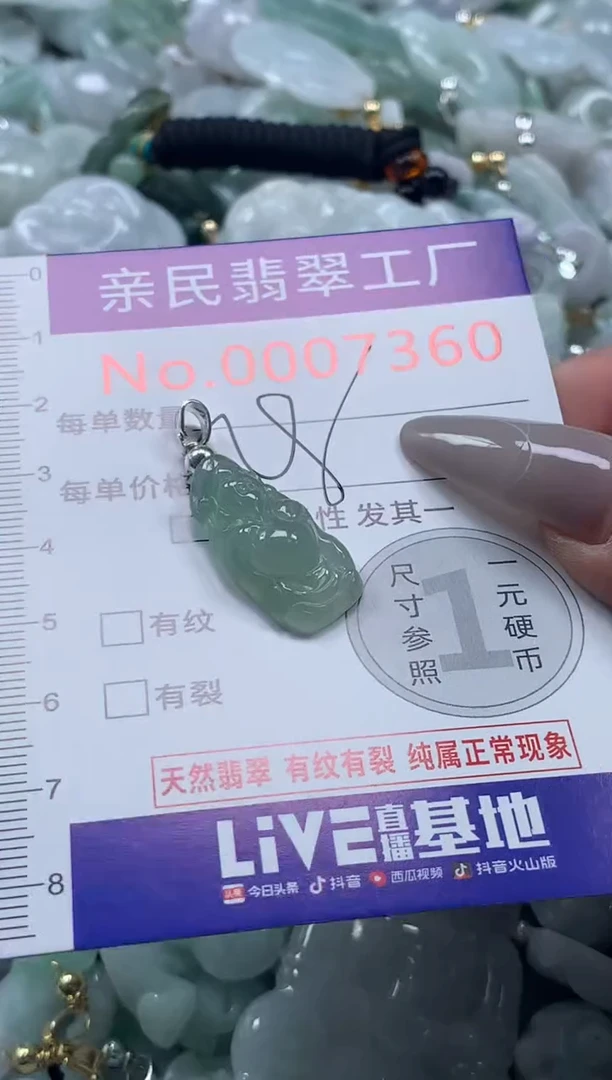 亲民翡翠工厂
No.0007360
每单数量
每单价格
性 发其一
有纹
有裂
尺寸参照
1
一元硬币
天然翡翠 有纹有裂 纯属正常现象
LiVE直播基地
头条 今日头条 抖音 西瓜视频 抖音火山版
0
1
2
3
4
5
6
7
8